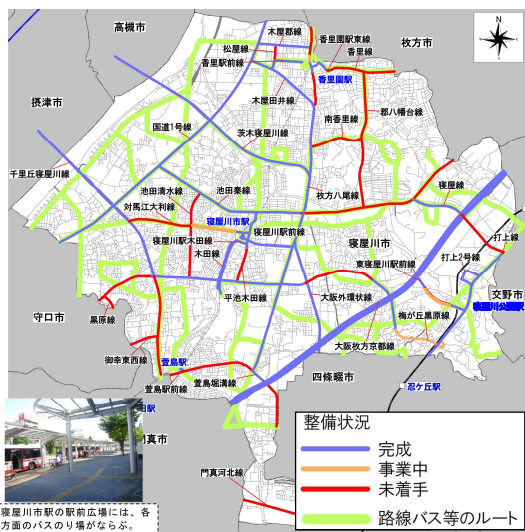 高槻市
木屋郡線
松屋線
香里駅前線
香里園駅東線
香里線
枚方市
香里園駅
摂津市
木屋田井線
郡八幡台線
南香里線
国道1号線
茨木寝屋川線
千里丘寝屋川線
池田清水線
池田秦線
枚方八尾線
寝屋線
対馬江大利線
寝屋川市駅
打上線
寝屋川駅前線
寝屋川市
寝屋川駅木田線
打上2号線
木田線
東寝屋川駅前線
交野市
寝屋川公園駅
守口市
平池木田線
大阪外環状線
黒原線
梅が丘黒原線
御幸東西線
大阪枚方京都線
萱島駅
萱島駅前線
萱島堀溝線
四條畷市
忍ケ丘駅
田駅
門真市
門真河北線
整備状況
完成
事業中
未着手
路線バス等のルート
寝屋川市駅の駅前広場には、各
方面のバスのり場がならぶ。